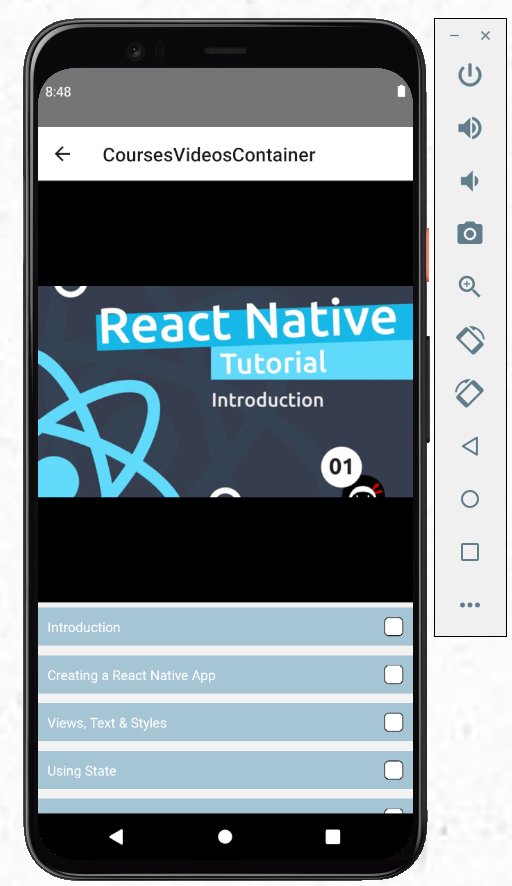 8:48
CoursesVideosContainer
React Native
Tutorial
Introduction
01
Introduction
Creating a React Native App
Views, Text & Styles
Using State